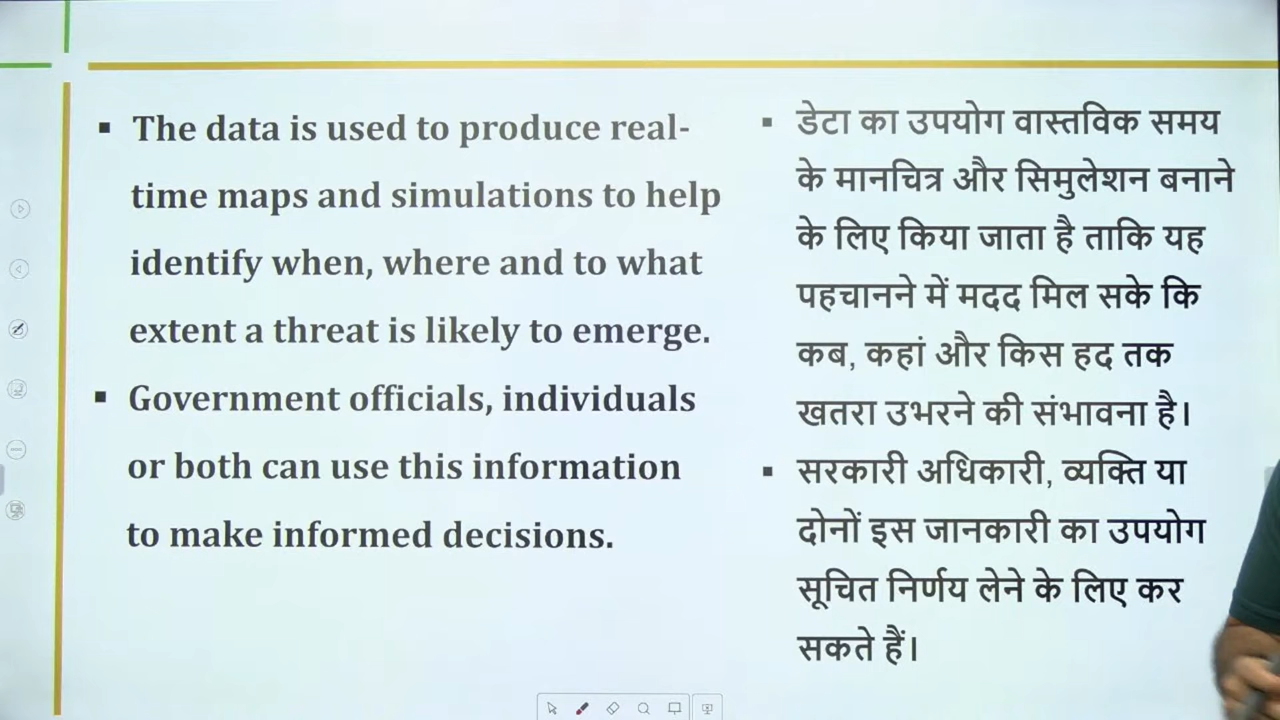 ▪ The data is used to produce real-
time maps and simulations to help
identify when, where and to what
extent a threat is likely to emerge.
▪ Government officials, individuals
or both can use this information
to make informed decisions.
▪ डेटा का उपयोग वास्तविक समय
के मानचित्र और सिमुलेशन बनाने
के लिए किया जाता है ताकि यह
पहचानने में मदद मिल सके कि
कब, कहां और किस हद तक
खतरा उभरने की संभावना है।
▪ सरकारी अधिकारी, व्यक्ति या
दोनों इस जानकारी का उपयोग
सूचित निर्णय लेने के लिए कर
सकते हैं।